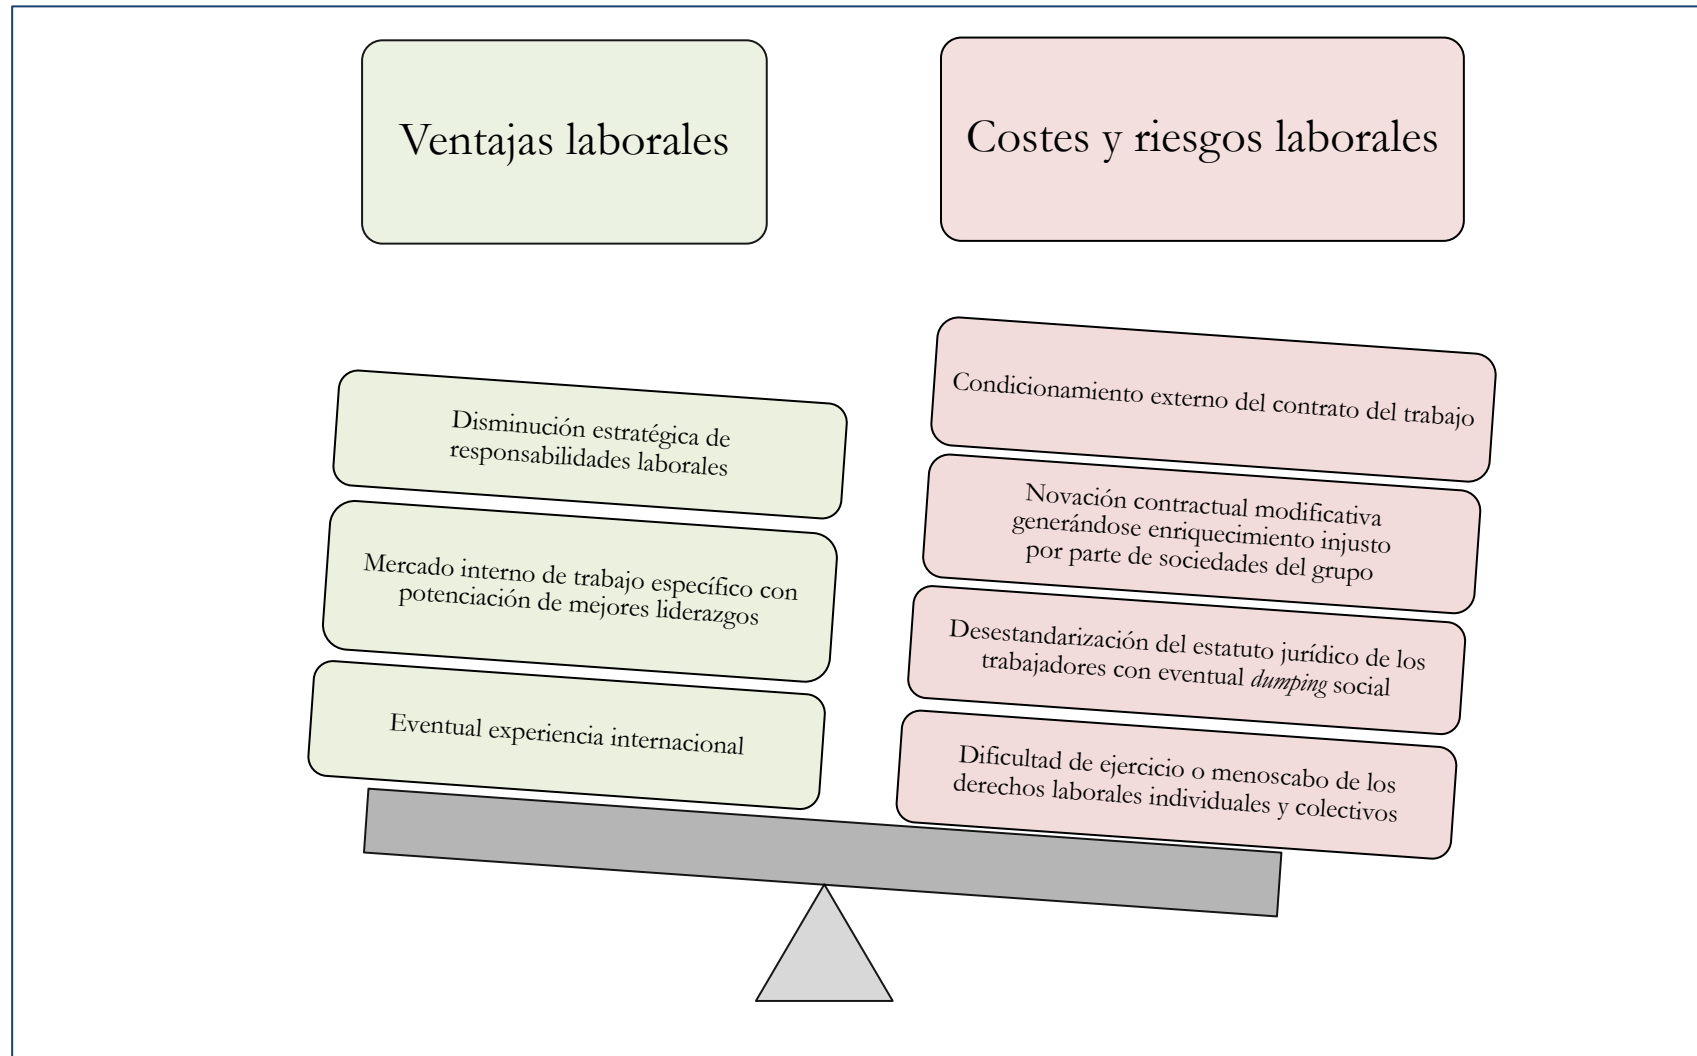 Ventajas laborales
Costes y riesgos laborales
Disminución estratégica de
responsabilidades laborales
Mercado interno de trabajo específico con
potenciación de mejores liderazgos
Eventual experiencia internacional
Condicionamiento externo del contrato del trabajo
Novación contractual modificativa
generándose enriquecimiento injusto
por parte de sociedades del grupo
Desestandarización del estatuto jurídico de los
trabajadores con eventual dumping social
Dificultad de ejercicio o menoscabo de los
derechos laborales individuales y colectivos